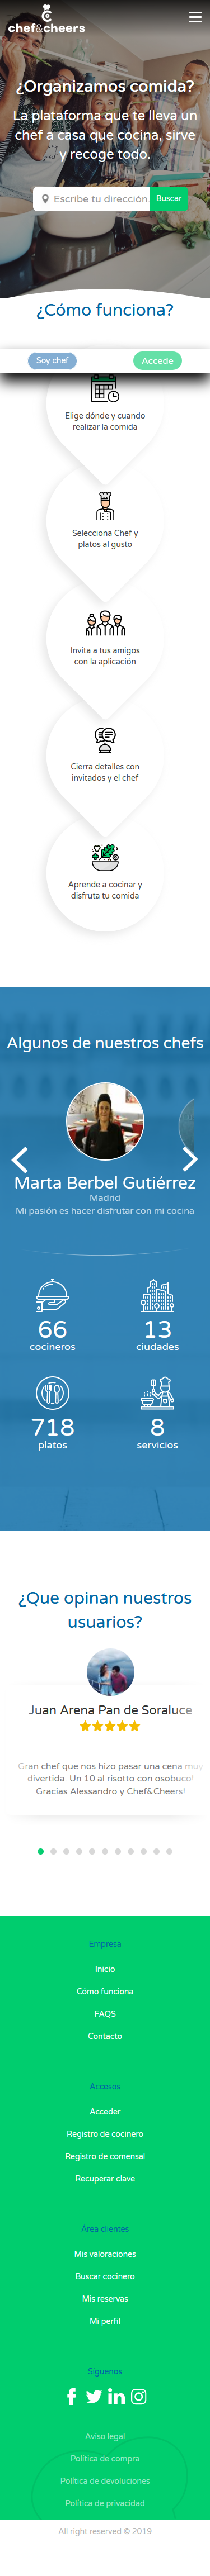 chef&cheers
¿Organizamos comida?
La plataforma que te lleva un
chef a casa que cocina, sirve
y recoge todo.
Escribe tu dirección.
Buscar
¿Cómo funciona?
Soy chef
Accede
Elige dónde y cuando
realizar la comida
Selecciona Chef y
platos al gusto
Invita a tus amigos
con la aplicación
Cierra detalles con
invitados y el chef
Aprende a cocinar y
disfruta tu comida
Algunos de nuestros chefs
Marta Berbel Gutiérrez
Madrid
Mi pasión es hacer disfrutar con mi cocina
66
cocineros
13
ciudades
718
platos
8
servicios
¿Que opinan nuestros
usuarios?
Juan Arena Pan de Soraluce
Gran chef que nos hizo pasar una cena muy
divertida. Un 10 al risotto con osobuco!
Gracias Alessandro y Chef&Cheers!
Empresa
Inicio
Cómo funciona
FAQS
Contacto
Accesos
Acceder
Registro de cocinero
Registro de comensal
Recuperar clave
Área clientes
Mis valoraciones
Buscar cocinero
Mis reservas
Mi perfil
Síguenos
Aviso legal
Política de compra
Política de devoluciones
Política de privacidad
All right reserved © 2019